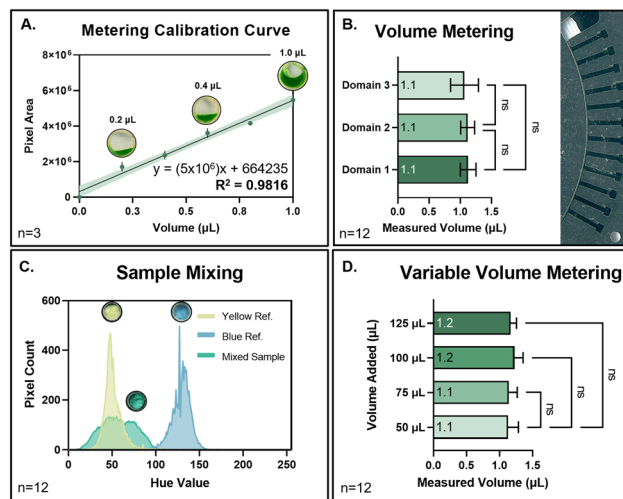 A.
Metering Calibration Curve
8×10⁶
6×10⁶
4×10⁶
2×10⁶
0
Pixel Area
0.2 µL
0.4 µL
1.0 µL
y = (5x10⁶)x + 664235
R² = 0.9816
0.0
0.5
1.0
Volume (µL)
n=3
B.
Volume Metering
Domain 3
1.1
Domain 2
1.1
Domain 1
1.1
ns
ns
ns
0.0 0.5 1.0 1.5
Measured Volume (µL)
n=12
C.
Sample Mixing
600
400
200
0
Pixel Count
Yellow Ref.
Blue Ref.
Mixed Sample
0 50 100 150 200 250
Hue Value
n=12
D.
Variable Volume Metering
Volume Added (µL)
125 µL
1.2
100 µL
1.2
75 µL
1.1
50 µL
1.1
ns
ns
ns
0.0 0.5 1.0 1.5
Measured Volume (µL)
n=12